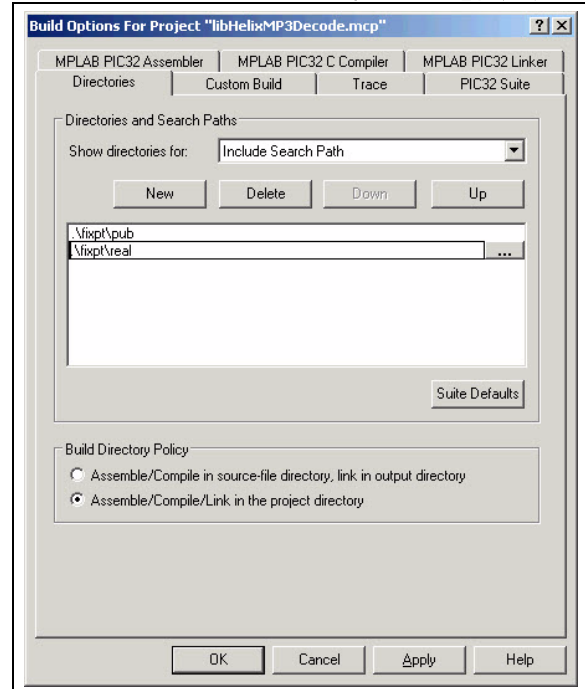 Build Options For Project "libHelixMP3Decode.mcp"
MPLAB PIC32 Assembler MPLAB PIC32 C Compiler MPLAB PIC32 Linker
Directories Custom Build Trace PIC32 Suite
Directories and Search Paths
Show directories for: Include Search Path
New Delete Down Up
.\fixpt\pub
.\fixpt\real ...
Suite Defaults
Build Directory Policy
Assemble/Compile in source-file directory, link in output directory
Assemble/Compile/Link in the project directory
OK Cancel Apply Help